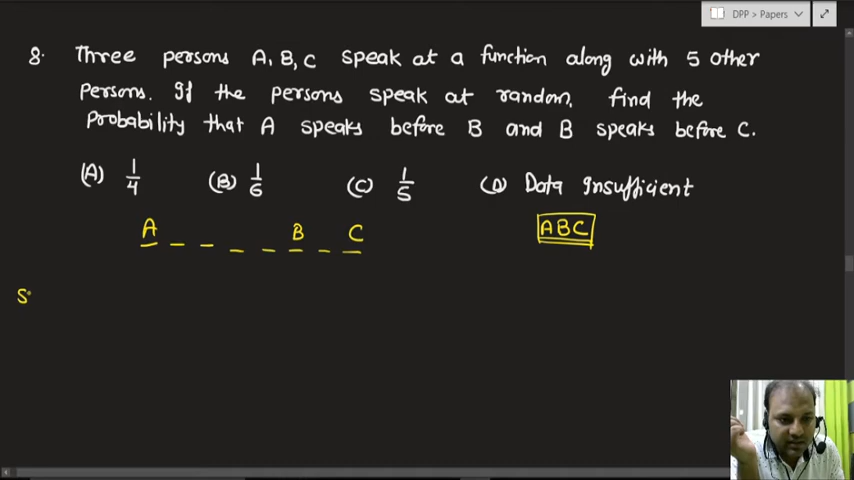 DPP > Papers
8. Three persons A, B, C speak at a function along with 5 other
persons. If the persons speak at random, find the
Probability that A speaks before B and B speaks before C.
(A) 1/4 (B) 1/6 (C) 1/5 (D) Data Insufficient
A _ _ _ _ B _ C
ABC
S